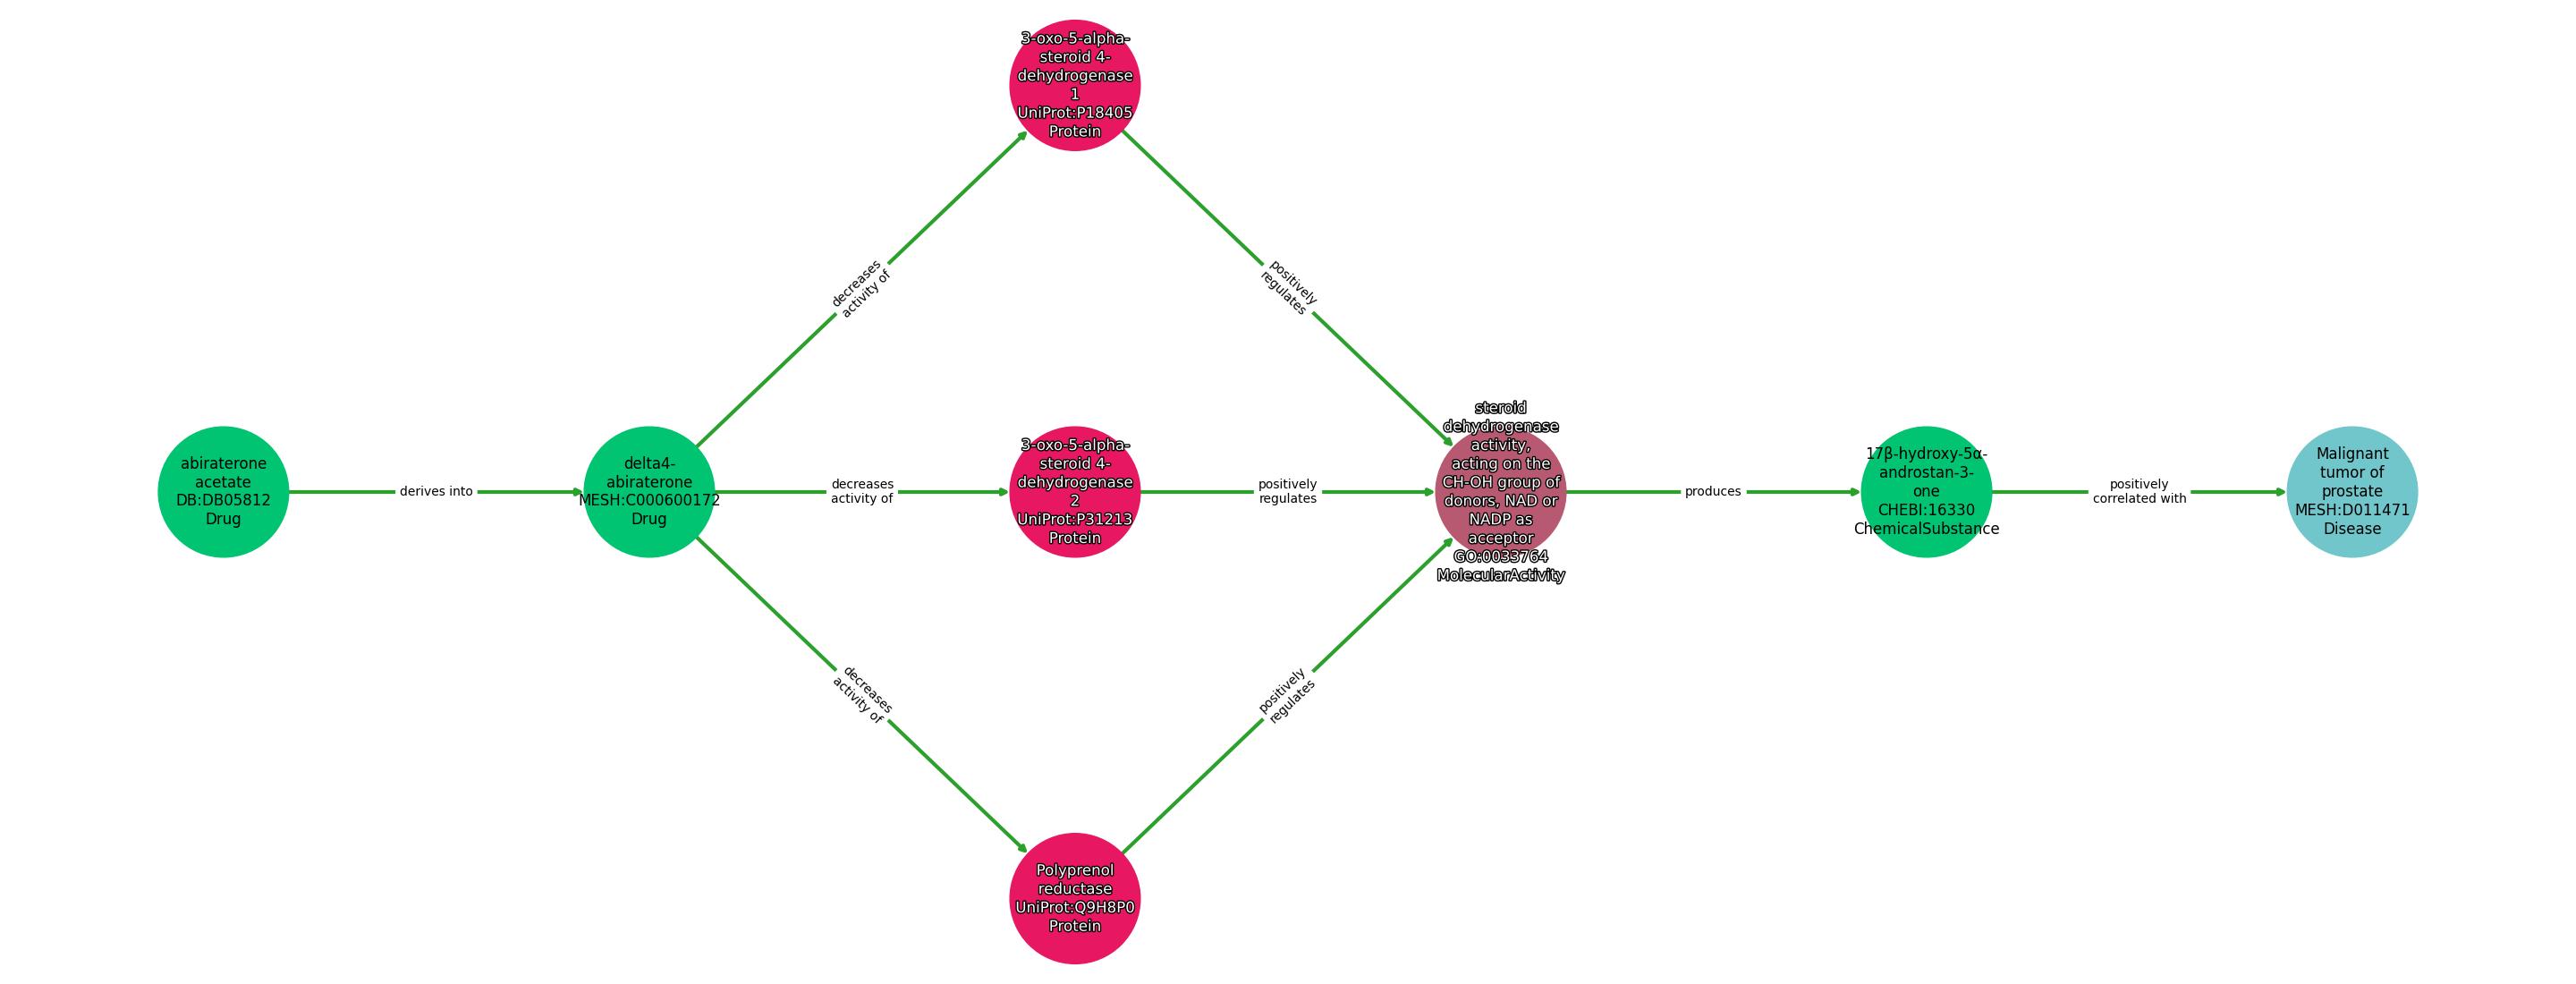 3-oxo-5-alpha-
steroid 4-
dehydrogenase
1
UniProt:P18405
Protein
decreases
activity of
positively
regulates
abiraterone
acetate
DB:DB05812
Drug
derives into
delta4-
abiraterone
MESH:C000600172
Drug
decreases
activity of
3-oxo-5-alpha-
steroid 4-
dehydrogenase
2
UniProt:P31213
Protein
positively
regulates
steroid
dehydrogenase
activity,
acting on the
CH-OH group of
donors, NAD or
NADP as
acceptor
GO:0033764
MolecularActivity
produces
17β-hydroxy-5α-
androstan-3-
one
CHEBI:16330
ChemicalSubstance
positively
correlated with
Malignant
tumor of
prostate
MESH:D011471
Disease
decreases
activity of
positively
regulates
Polyprenol
reductase
UniProt:Q9H8P0
Protein